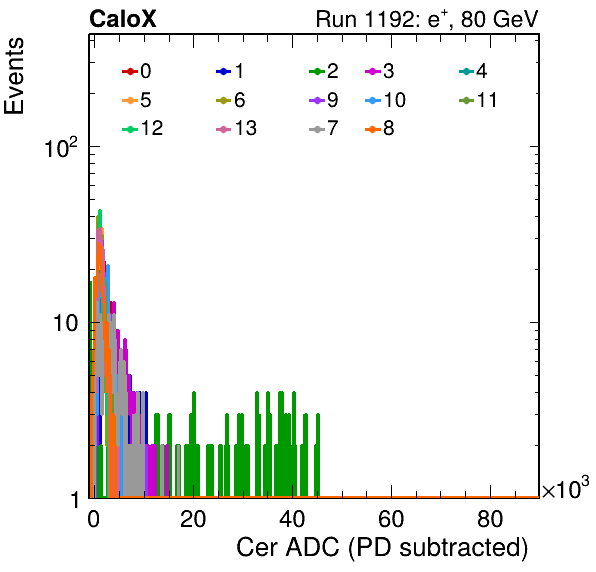 CaloX Run 1192: e⁺, 80 GeV
Events
0 1 2 3 4
5 6 9 10 11
12 13 7 8
10²
10
1
0 20 40 60 80 ×10³
Cer ADC (PD subtracted)